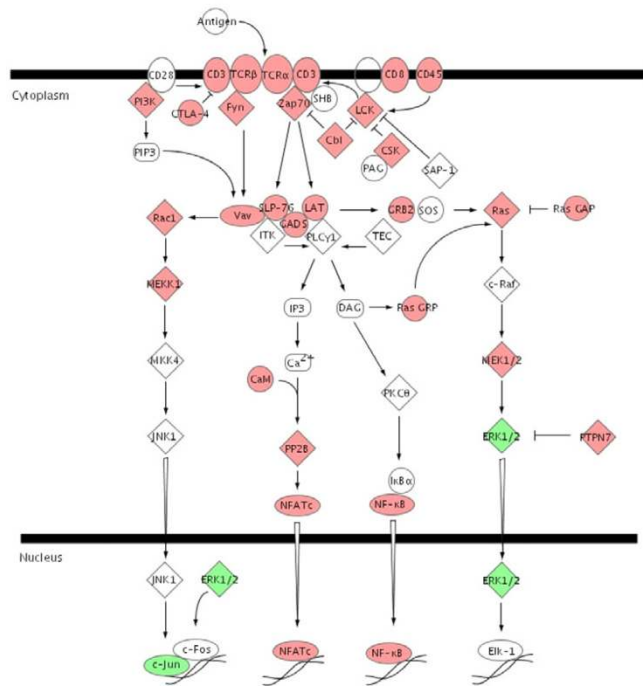 Antigen
CD28
CD3
TCRβ
TCRα
CD3
CD8
CD45
Cytoplasm
PI3K
CTLA-4
Fyn
Zap70
SHB
LCK
Cbl
CSK
PIP3
PAG
SAP-1
Rac1
Vav
SLP-76
LAT
GADS
ITK
PLCγ1
TEC
GRB2
SOS
Ras
Ras GAP
MEKK1
IP3
DAG
Ras GRP
c-Raf
MKK4
Ca2+
CaM
PKCθ
MEK1/2
JNK1
PP2B
ERK1/2
PTPN7
IκBα
NFATc
NF-κB
Nucleus
JNK1
ERK1/2
ERK1/2
c-Fos
c-Jun
NFATc
NF-κB
Elk-1